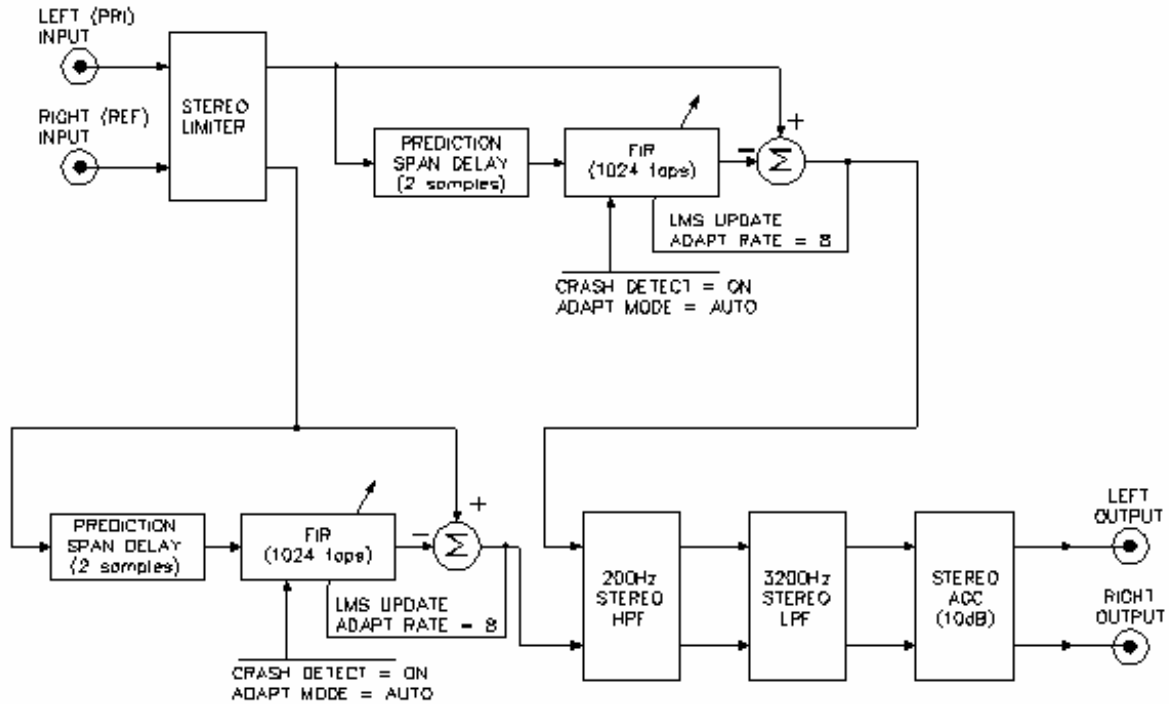 LEFT (PRI)
INPUT
RIGHT (REF)
INPUT
STEREO
LIMITER
PREDICTION
SPAN DELAY
(2 samples)
FIR
(1024 taps)
+
−
Σ
LMS UPDATE
ADAPT RATE = 8
CRASH DETECT = ON
ADAPT MODE = AUTO
PREDICTION
SPAN DELAY
(2 samples)
FIR
(1024 taps)
+
−
Σ
LMS UPDATE
ADAPT RATE = 8
CRASH DETECT = ON
ADAPT MODE = AUTO
200Hz
STEREO
HPF
3200Hz
STEREO
LPF
STEREO
AGC
(10dB)
LEFT
OUTPUT
RIGHT
OUTPUT